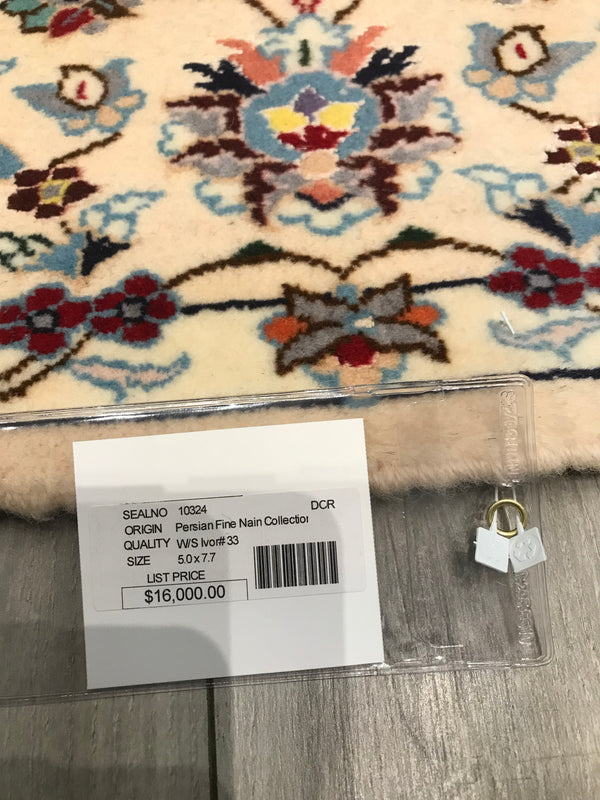 SEALNO 10324 DCR
ORIGIN Persian Fine Nain Collection
QUALITY W/S Ivor# 33
SIZE 5.0 x 7.7
LIST PRICE
$16,000.00